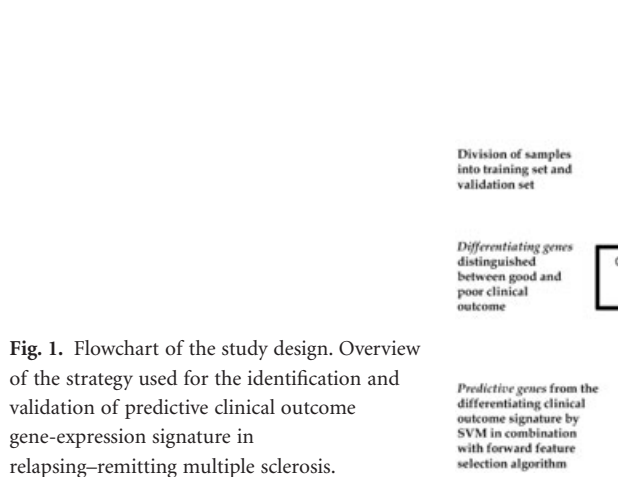 Division of samples
into training set and
validation set
Differentiating genes
distinguished
between good and
poor clinical
outcome
Fig. 1. Flowchart of the study design. Overview
of the strategy used for the identification and
validation of predictive clinical outcome
gene-expression signature in
relapsing–remitting multiple sclerosis.
Predictive genes from the
differentiating clinical
outcome signature by
SVM in combination
with forward feature
selection algorithm